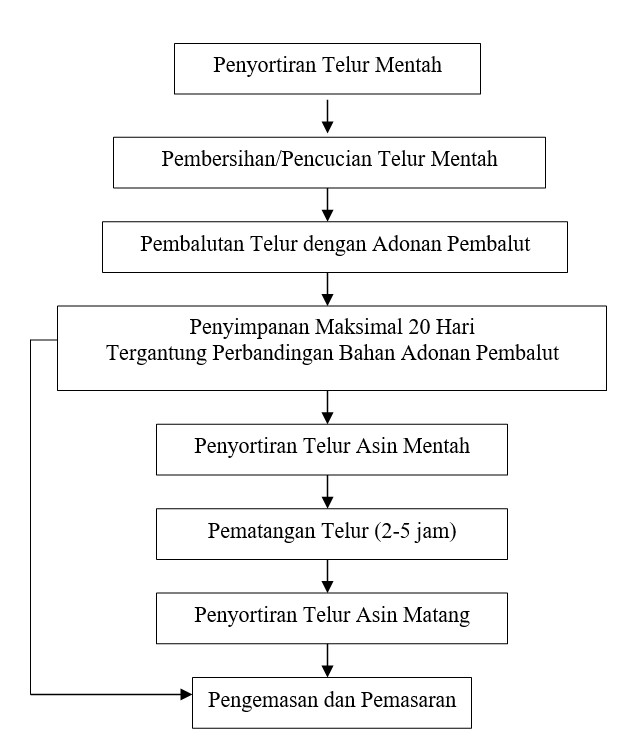 Penyortiran Telur Mentah
Pembersihan/Pencucian Telur Mentah
Pembalutan Telur dengan Adonan Pembalut
Penyimpanan Maksimal 20 Hari
Tergantung Perbandingan Bahan Adonan Pembalut
Penyortiran Telur Asin Mentah
Pematangan Telur (2-5 jam)
Penyortiran Telur Asin Matang
Pengemasan dan Pemasaran